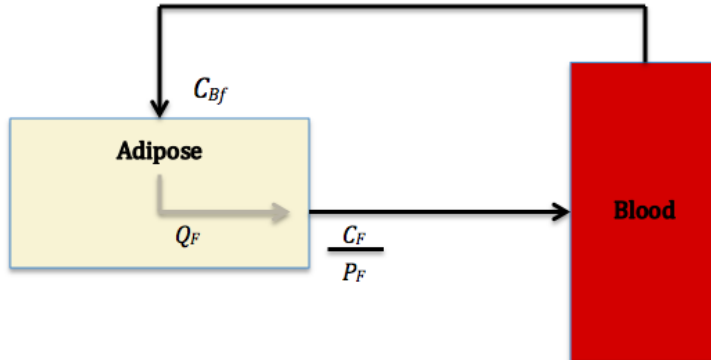 C_Bf
Adipose
Blood
Q_F
C_F
P_F